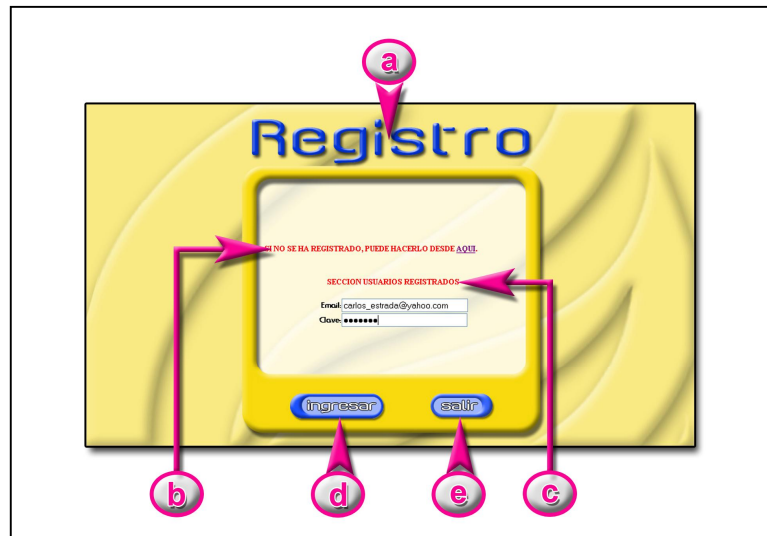 a
Registro
SI NO SE HA REGISTRADO, PUEDE HACERLO DESDE AQUI.
SECCION USUARIOS REGISTRADOS
Email: carlos_estrada@yahoo.com
Clave: •••••••
ingresar
salir
b
d
e
c